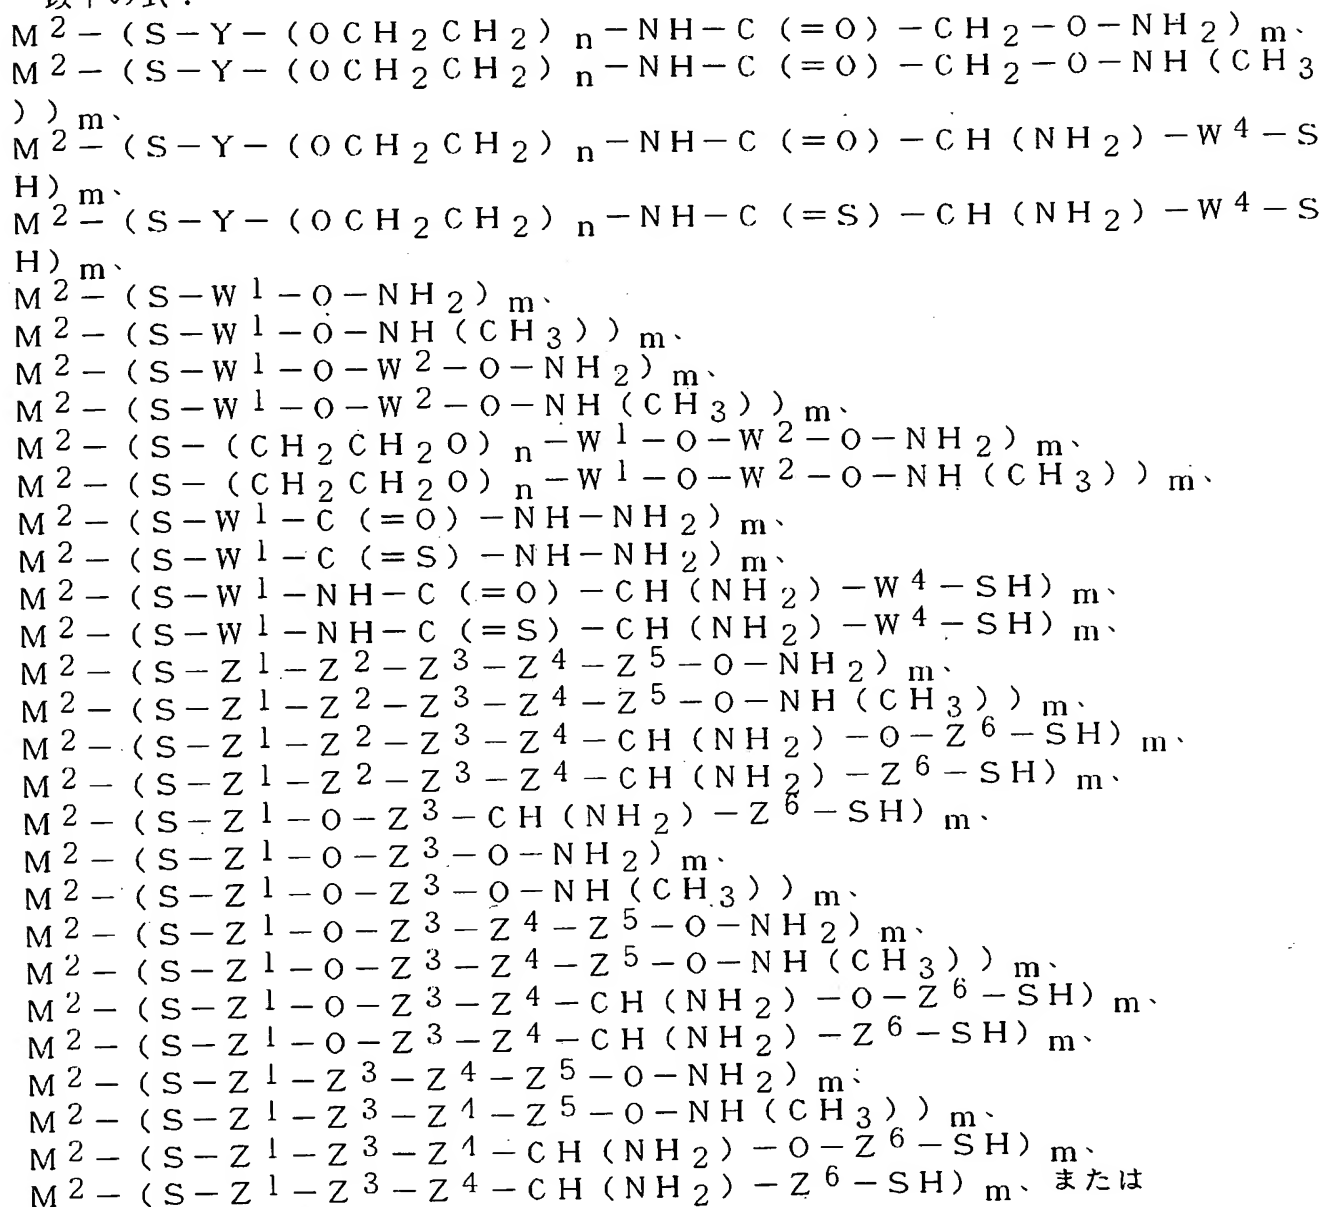 以下の式:
M²-(S-Y-(OCH₂CH₂)ₙ-NH-C(=O)-CH₂-O-NH₂)ₘ、
M²-(S-Y-(OCH₂CH₂)ₙ-NH-C(=O)-CH₂-O-NH(CH₃
))ₘ、
M²-(S-Y-(OCH₂CH₂)ₙ-NH-C(=O)-CH(NH₂)-W⁴-S
H)ₘ、
M²-(S-Y-(OCH₂CH₂)ₙ-NH-C(=S)-CH(NH₂)-W⁴-S
H)ₘ、
M²-(S-W¹-O-NH₂)ₘ、
M²-(S-W¹-O-NH(CH₃))ₘ、
M²-(S-W¹-O-W²-O-NH₂)ₘ、
M²-(S-W¹-O-W²-O-NH(CH₃))ₘ、
M²-(S-(CH₂CH₂O)ₙ-W¹-O-W²-O-NH₂)ₘ、
M²-(S-(CH₂CH₂O)ₙ-W¹-O-W²-O-NH(CH₃))ₘ、
M²-(S-W¹-C(=O)-NH-NH₂)ₘ、
M²-(S-W¹-C(=S)-NH-NH₂)ₘ、
M²-(S-W¹-NH-C(=O)-CH(NH₂)-W⁴-SH)ₘ、
M²-(S-W¹-NH-C(=S)-CH(NH₂)-W⁴-SH)ₘ、
M²-(S-Z¹-Z²-Z³-Z⁴-Z⁵-O-NH₂)ₘ、
M²-(S-Z¹-Z²-Z³-Z⁴-Z⁵-O-NH(CH₃))ₘ、
M²-(S-Z¹-Z²-Z³-Z⁴-CH(NH₂)-O-Z⁶-SH)ₘ、
M²-(S-Z¹-Z²-Z³-Z⁴-CH(NH₂)-Z⁶-SH)ₘ、
M²-(S-Z¹-O-Z³-CH(NH₂)-Z⁶-SH)ₘ、
M²-(S-Z¹-O-Z³-O-NH₂)ₘ、
M²-(S-Z¹-O-Z³-O-NH(CH₃))ₘ、
M²-(S-Z¹-O-Z³-Z⁴-Z⁵-O-NH₂)ₘ、
M²-(S-Z¹-O-Z³-Z⁴-Z⁵-O-NH(CH₃))ₘ、
M²-(S-Z¹-O-Z³-Z⁴-CH(NH₂)-O-Z⁶-SH)ₘ、
M²-(S-Z¹-O-Z³-Z⁴-CH(NH₂)-Z⁶-SH)ₘ、
M²-(S-Z¹-Z³-Z⁴-Z⁵-O-NH₂)ₘ、
M²-(S-Z¹-Z³-Z⁴-Z⁵-O-NH(CH₃))ₘ、
M²-(S-Z¹-Z³-Z⁴-CH(NH₂)-O-Z⁶-SH)ₘ、
M²-(S-Z¹-Z³-Z⁴-CH(NH₂)-Z⁶-SH)ₘ、または